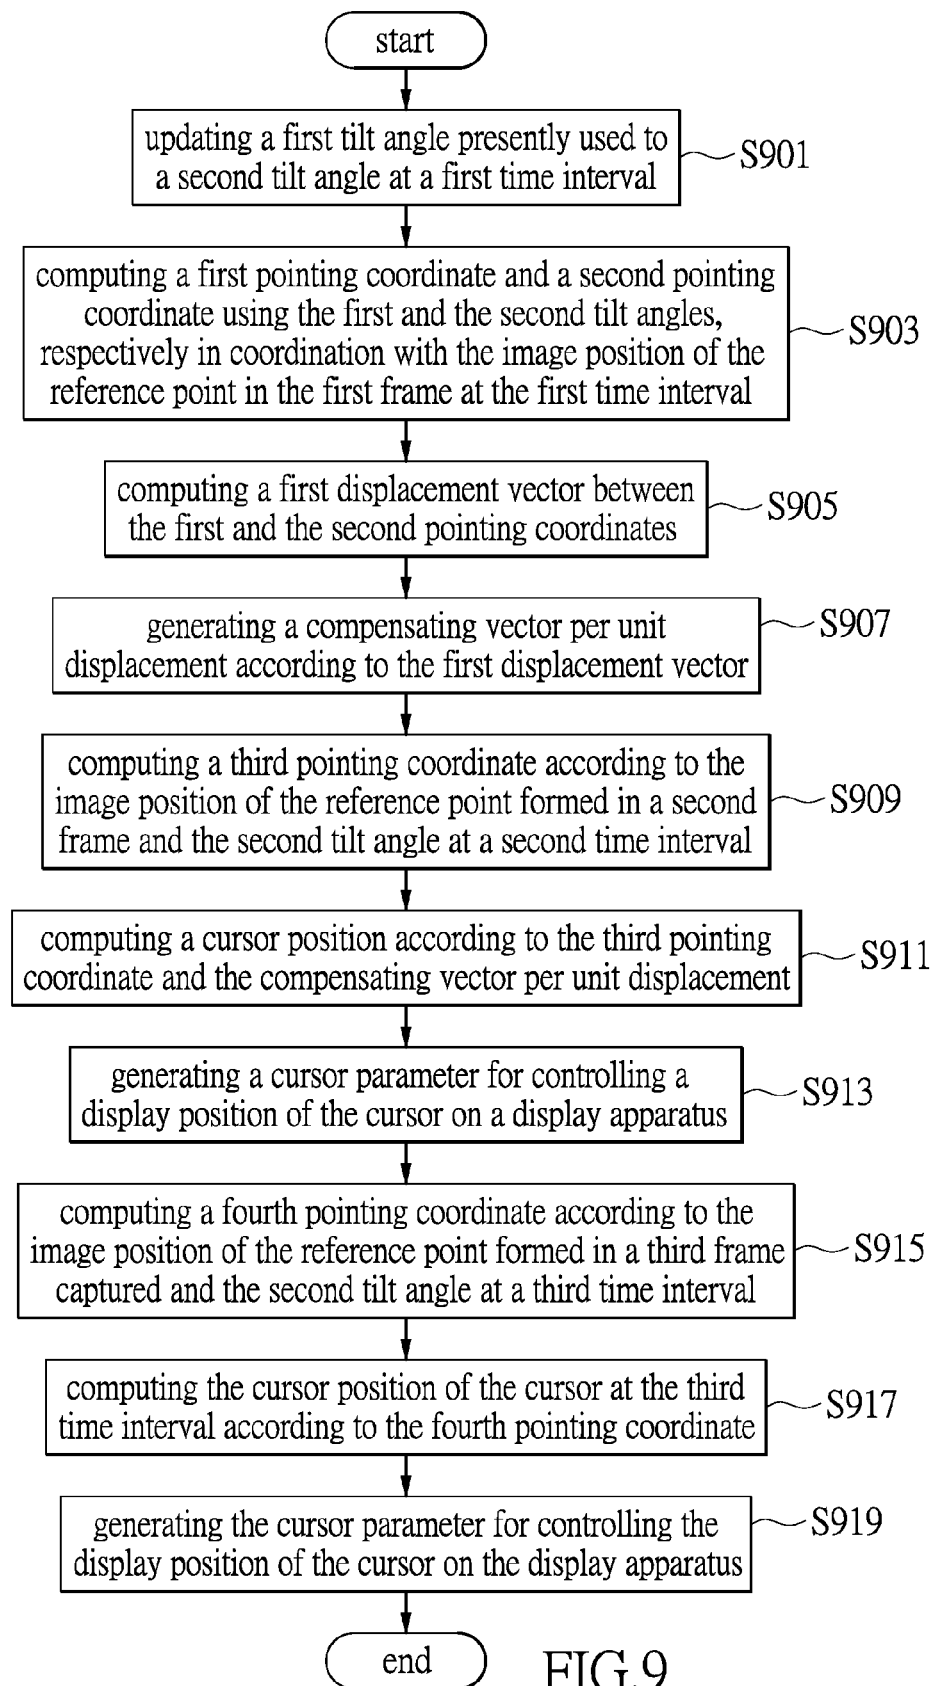 start
updating a first tilt angle presently used to
a second tilt angle at a first time interval
S901
computing a first pointing coordinate and a second pointing
coordinate using the first and the second tilt angles,
respectively in coordination with the image position of the
reference point in the first frame at the first time interval
S903
computing a first displacement vector between
the first and the second pointing coordinates
S905
generating a compensating vector per unit
displacement according to the first displacement vector
S907
computing a third pointing coordinate according to the
image position of the reference point formed in a second
frame and the second tilt angle at a second time interval
S909
computing a cursor position according to the third pointing
coordinate and the compensating vector per unit displacement
S911
generating a cursor parameter for controlling a
display position of the cursor on a display apparatus
S913
computing a fourth pointing coordinate according to the
image position of the reference point formed in a third frame
captured and the second tilt angle at a third time interval
S915
computing the cursor position of the cursor at the third
time interval according to the fourth pointing coordinate
S917
generating the cursor parameter for controlling the
display position of the cursor on the display apparatus
S919
end
FIG.9